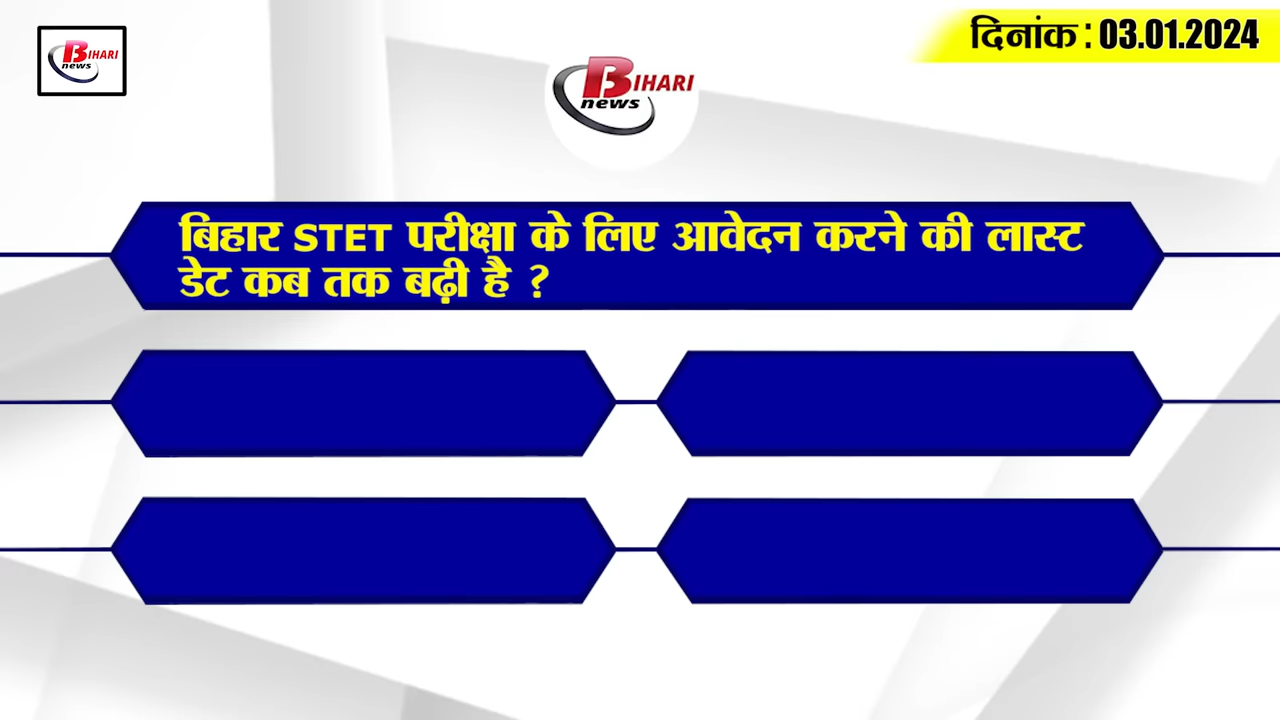 BIHARI
news
दिनांक : 03.01.2024
BIHARI
news
बिहार STET परीक्षा के लिए आवेदन करने की लास्ट
डेट कब तक बढ़ी है ?